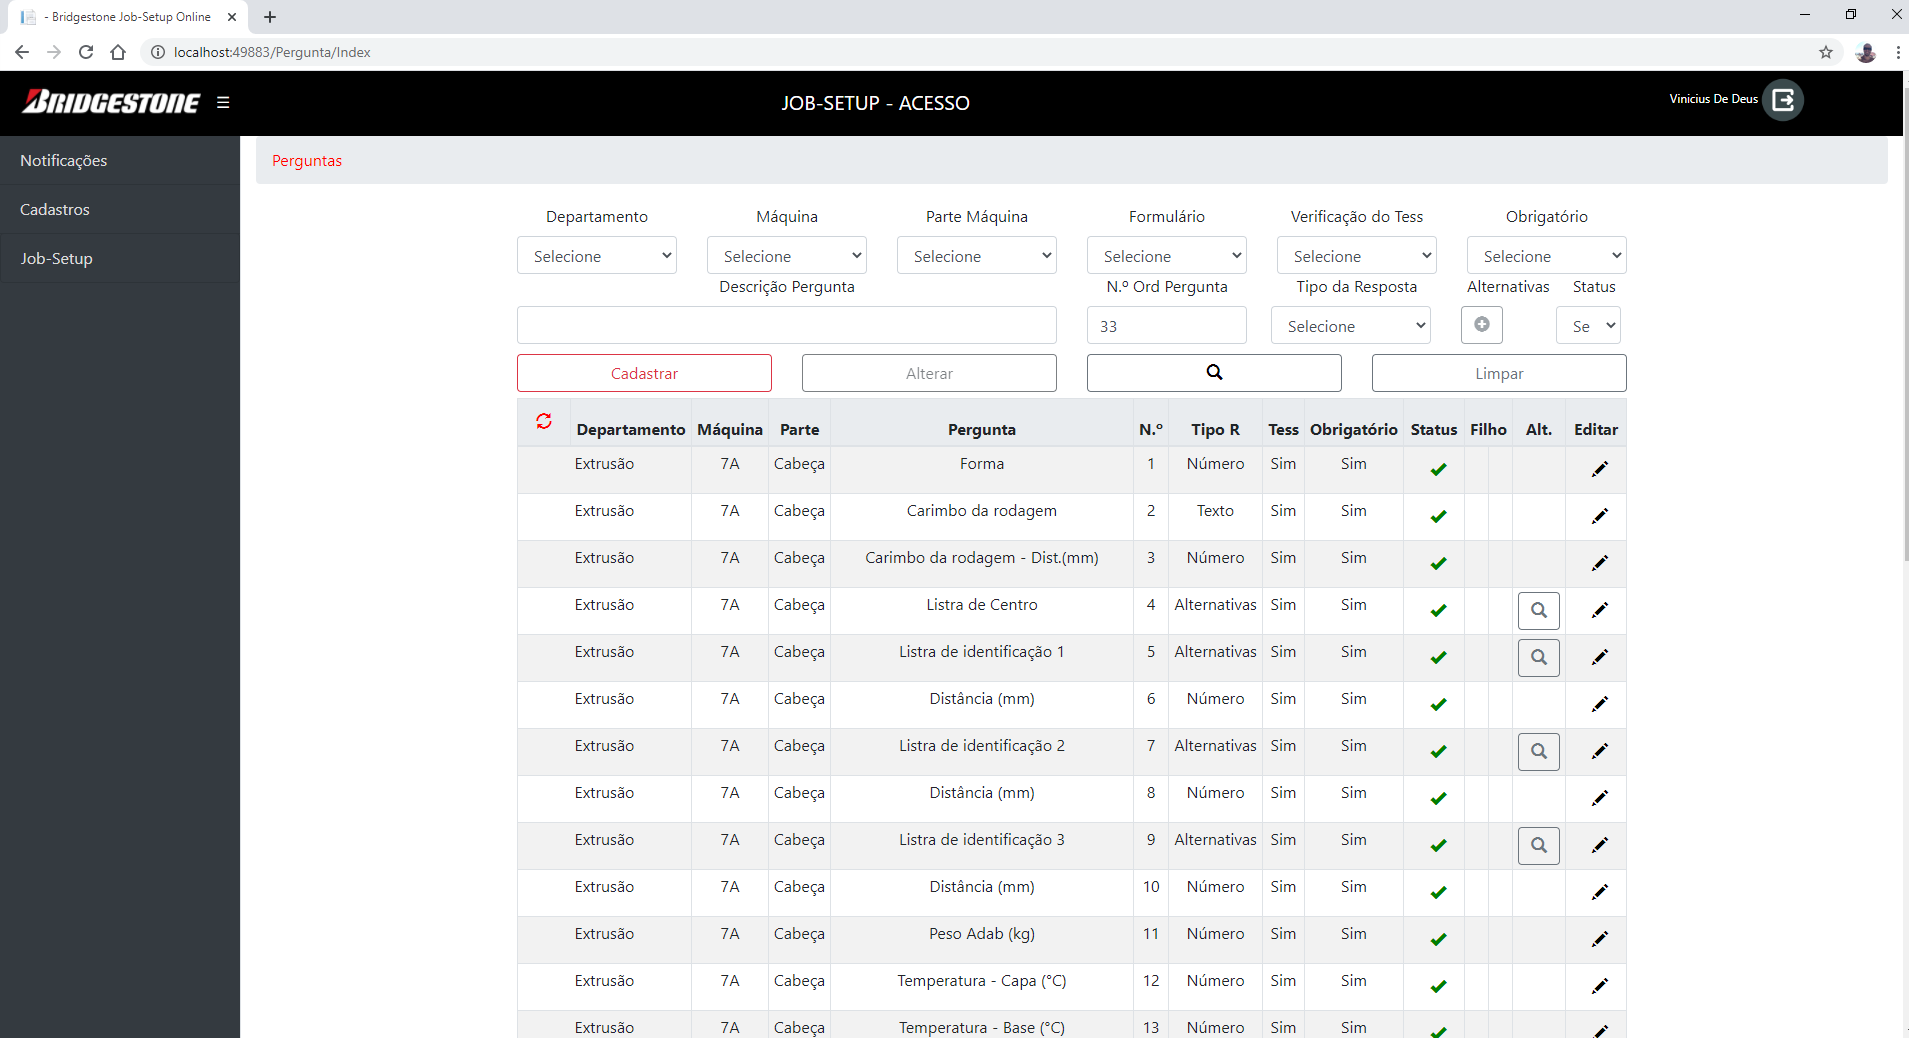 - Bridgestone Job-Setup Online
localhost:49883/Pergunta/Index
BRIDGESTONE
JOB-SETUP - ACESSO
Vinicius De Deus
Notificações
Cadastros
Job-Setup
Perguntas
Departamento Máquina Parte Máquina Formulário Verificação do Tess Obrigatório
Selecione Selecione Selecione Selecione Selecione Selecione
Descrição Pergunta N.º Ord Pergunta Tipo da Resposta Alternativas Status
33 Selecione Se
Cadastrar Alterar Limpar
Departamento Máquina Parte Pergunta N.º Tipo R Tess Obrigatório Status Filho Alt. Editar
Extrusão 7A Cabeça Forma 1 Número Sim Sim
Extrusão 7A Cabeça Carimbo da rodagem 2 Texto Sim Sim
Extrusão 7A Cabeça Carimbo da rodagem - Dist.(mm) 3 Número Sim Sim
Extrusão 7A Cabeça Listra de Centro 4 Alternativas Sim Sim
Extrusão 7A Cabeça Listra de identificação 1 5 Alternativas Sim Sim
Extrusão 7A Cabeça Distância (mm) 6 Número Sim Sim
Extrusão 7A Cabeça Listra de identificação 2 7 Alternativas Sim Sim
Extrusão 7A Cabeça Distância (mm) 8 Número Sim Sim
Extrusão 7A Cabeça Listra de identificação 3 9 Alternativas Sim Sim
Extrusão 7A Cabeça Distância (mm) 10 Número Sim Sim
Extrusão 7A Cabeça Peso Adab (kg) 11 Número Sim Sim
Extrusão 7A Cabeça Temperatura - Capa (°C) 12 Número Sim Sim
Extrusão 7A Cabeça Temperatura - Base (°C) 13 Número Sim Sim